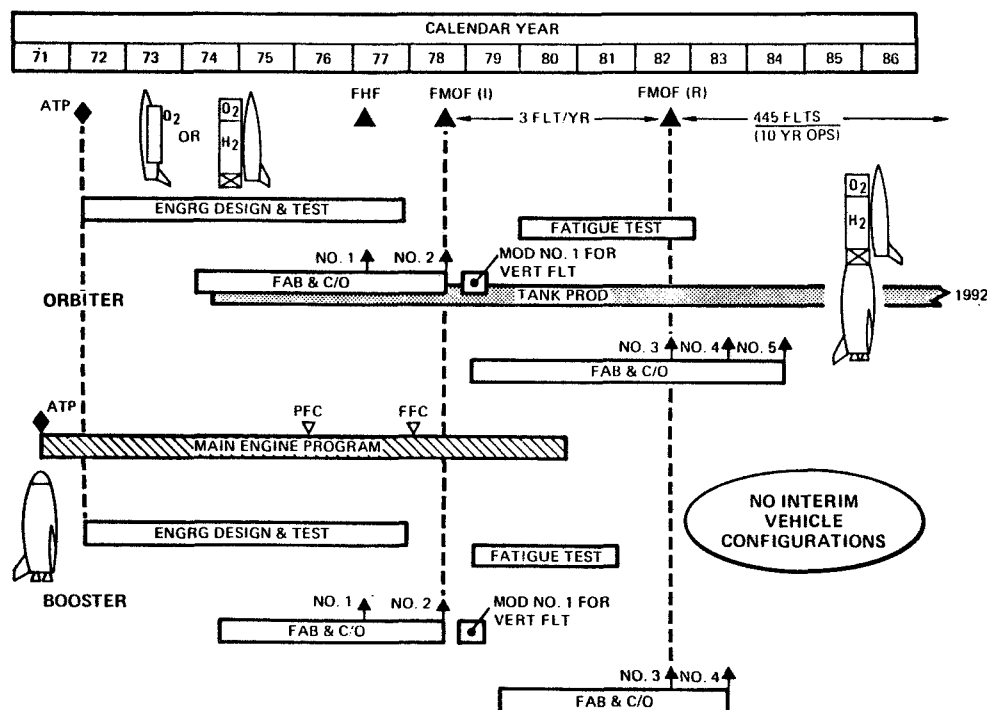 CALENDAR YEAR
71 72 73 74 75 76 77 78 79 80 82 83 84 86
ATP FHF FMOF (I) FMOF (R)
O2 OR O2 3 FLT/YR 445 FLTS
H2 (10 YR OPS)
ENGRG DESIGN & TEST
O2
H2
FATIGUE TEST
NO. 1 NO. 2 MOD NO. 1 FOR
VERT FLT
FAB & C/O
ORBITER
TANK PROD 1992
NO. 3 NO. 4 NO. 5
FAB & C/O
ATP
PFC FFC
MAIN ENGINE PROGRAM
NO INTERIM
VEHICLE
CONFIGURATIONS
ENGRG DESIGN & TEST
FATIGUE TEST
BOOSTER
NO. 1 NO. 2 MOD NO. 1 FOR
VERT FLT
FAB & C/O
NO. 3 NO. 4
FAB & C/O